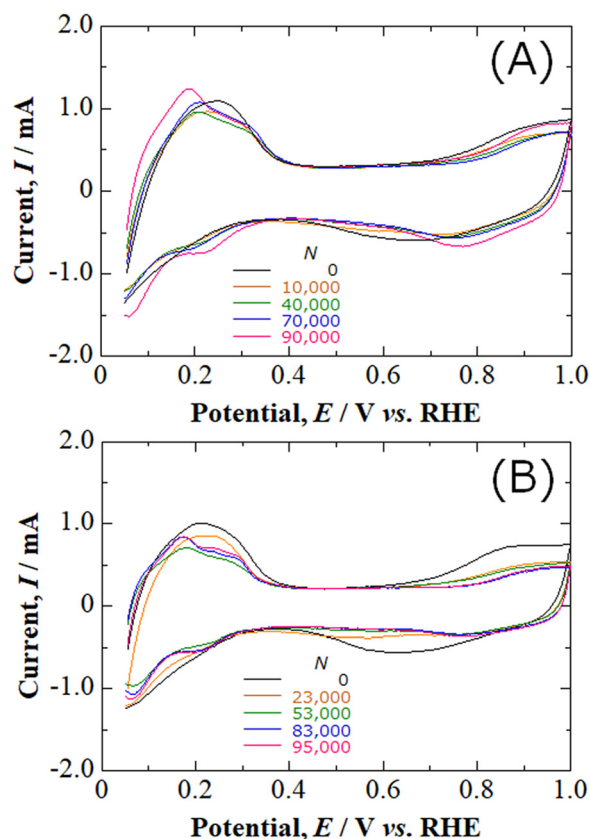 (A)
2.0
1.0
0
-1.0
-2.0
Current, I / mA
N
0
10,000
40,000
70,000
90,000
0 0.2 0.4 0.6 0.8 1.0
Potential, E / V vs. RHE
(B)
2.0
1.0
0
-1.0
-2.0
Current, I / mA
N
0
23,000
53,000
83,000
95,000
0 0.2 0.4 0.6 0.8 1.0
Potential, E / V vs. RHE